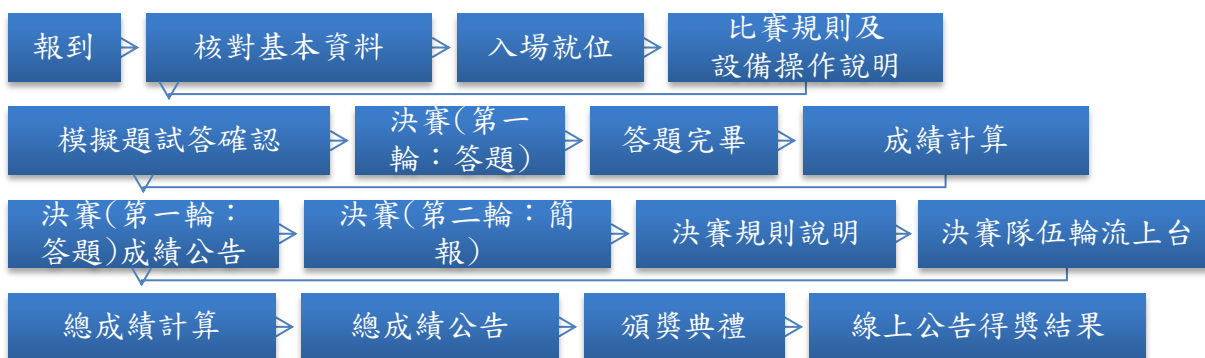 報到
核對基本資料
入場就位
比賽規則及
設備操作說明
模擬題試答確認
決賽(第一
輪：答題)
答題完畢
成績計算
決賽(第一輪：
答題)成績公告
決賽(第二輪：簡
報)
決賽規則說明
決賽隊伍輪流上台
總成績計算
總成績公告
頒獎典禮
線上公告得獎結果